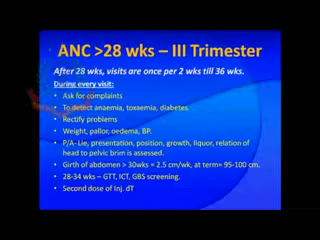 ANC >28 wks – III Trimester
After 28 wks, visits are once per 2 wks till 36 wks.
During every visit:
• Ask for complaints
• To detect anaemia, toxaemia, diabetes.
• Rectify problems
• Weight, pallor, oedema, BP.
• P/A- Lie, presentation, position, growth, liquor, relation of
head to pelvic brim is assessed.
• Girth of abdomen > 30wks = 2.5 cm/wk, at term= 95-100 cm.
• 28-34 wks – GTT, ICT, GBS screening.
• Second dose of Inj. dT